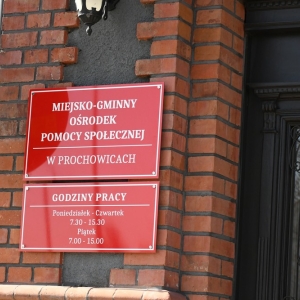 MIEJSKO-GMINNY
OŚRODEK
POMOCY SPOŁECZNEJ
W PROCHOWICACH
GODZINY PRACY
Poniedziałek - Czwartek
7.30 - 15.30
Piątek
7.00 - 15.00